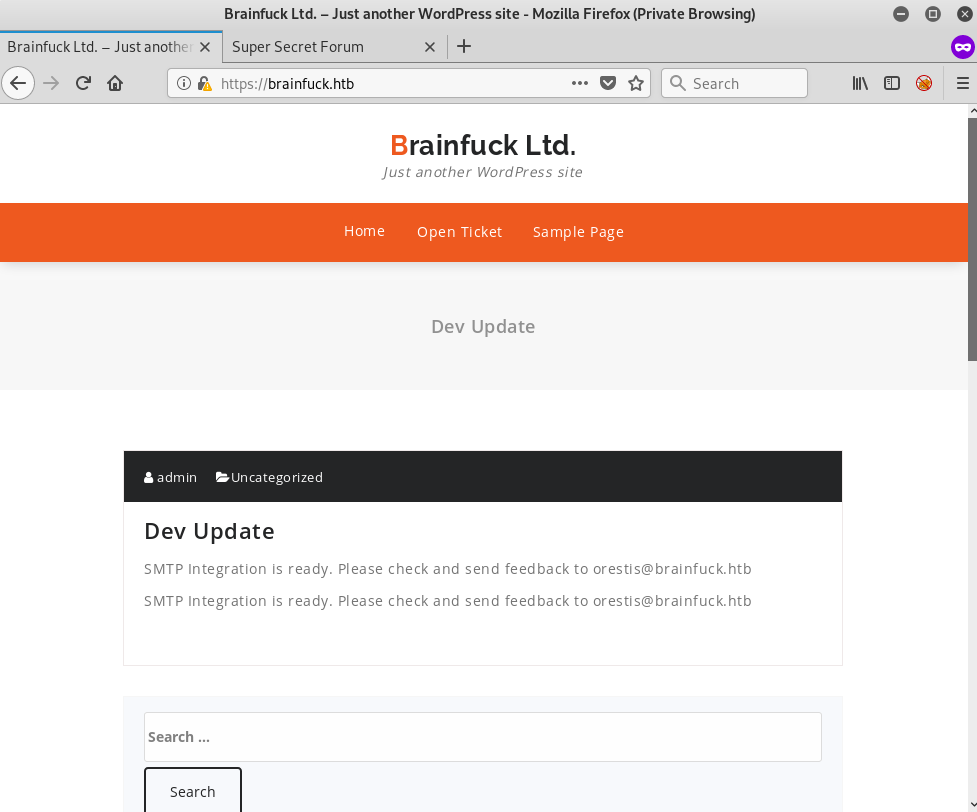 Brainfuck Ltd. – Just another WordPress site - Mozilla Firefox (Private Browsing)
Brainfuck Ltd. – Just another
Super Secret Forum
https://brainfuck.htb
Search
Brainfuck Ltd.
Just another WordPress site
Home Open Ticket Sample Page
Dev Update
admin Uncategorized
Dev Update
SMTP Integration is ready. Please check and send feedback to orestis@brainfuck.htb
SMTP Integration is ready. Please check and send feedback to orestis@brainfuck.htb
Search ...
Search